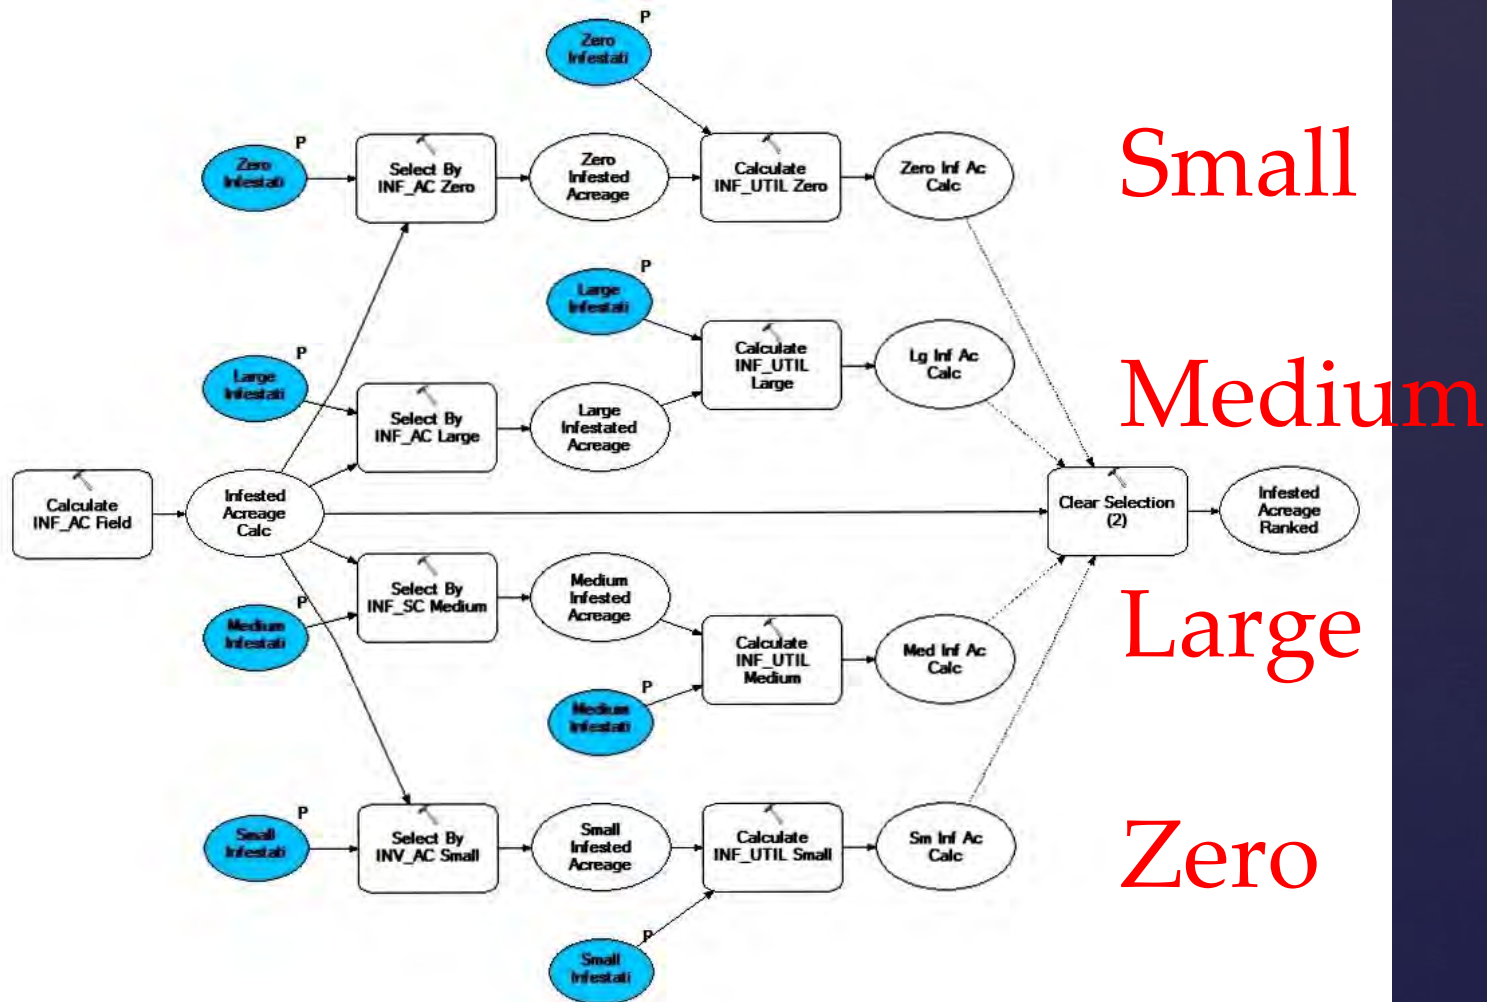 P
Zero
Infestati
P
Zero
Infestati
Select By
INF_AC Zero
Zero
Infested
Acreage
Calculate
INF_UTIL Zero
Zero Inf Ac
Calc
Small
P
Large
Infestati
P
Large
Infestati
Select By
INF_AC Large
Large
Infestated
Acreage
Calculate
INF_UTIL
Large
Lg Inf Ac
Calc
Medium
Calculate
INF_AC Field
Infested
Acreage
Calc
Clear Selection
(2)
Infested
Acreage
Ranked
P
Medium
Infestati
Select By
INF_SC Medium
Medium
Infested
Acreage
P
Medium
Infestati
Calculate
INF_UTIL
Medium
Med Inf Ac
Calc
Large
P
Small
Infestati
Select By
INV_AC Small
Small
Infested
Acreage
Calculate
INF_UTIL Small
Sm Inf Ac
Calc
Zero
P
Small
Infestati